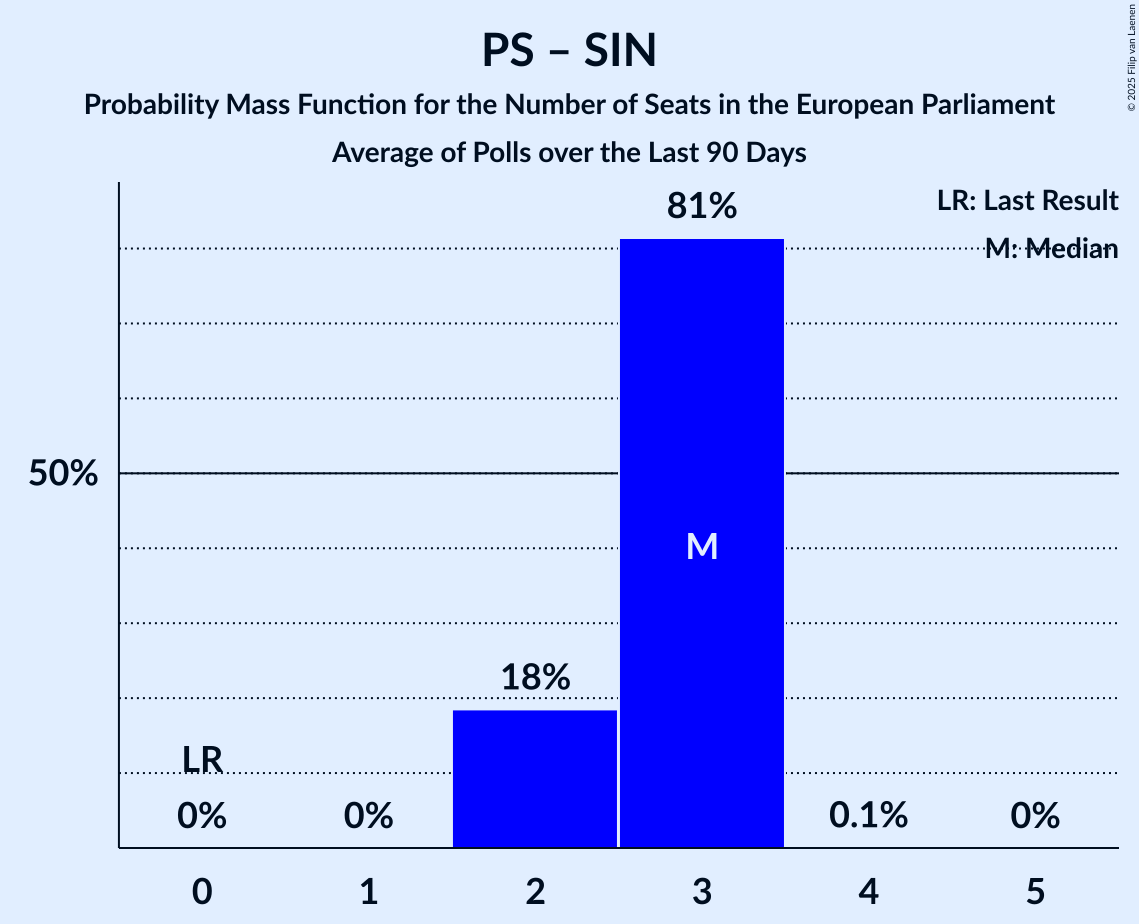 PS – SIN
Probability Mass Function for the Number of Seats in the European Parliament
Average of Polls over the Last 90 Days
© 2025 Filip van Laenen
LR: Last Result
M: Median
81%
50%
M
18%
LR
0%
0%
0.1%
0%
0
1
2
3
4
5